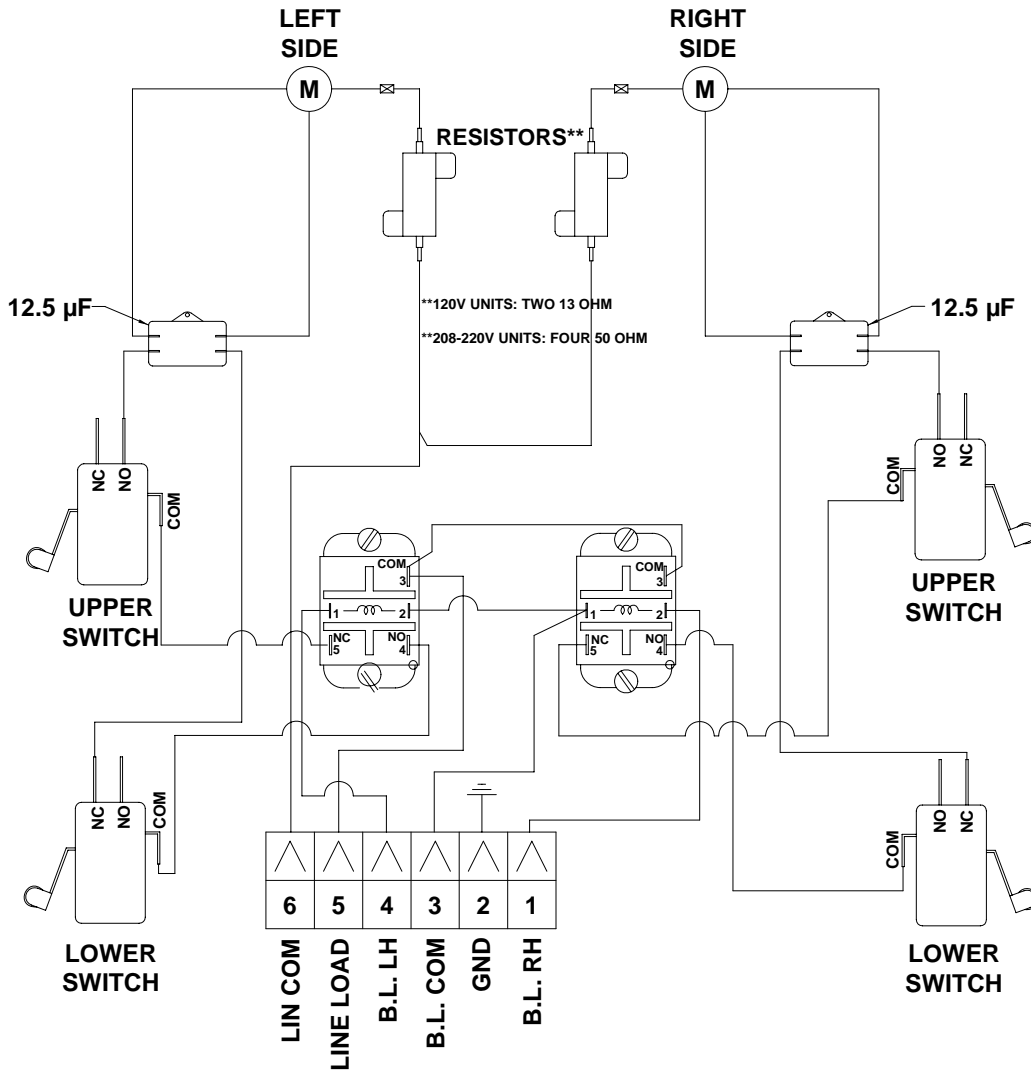 LEFT
SIDE
RIGHT
SIDE
M
M
RESISTORS**
12.5 µF
**120V UNITS: TWO 13 OHM
12.5 µF
**208-220V UNITS: FOUR 50 OHM
NC
NO
COM
NO
NC
COM
UPPER
SWITCH
UPPER
SWITCH
COM
3
1
2
NC
5
NO
4
COM
3
1
2
NC
5
NO
4
NC
NO
COM
NO
NC
COM
LOWER
SWITCH
LOWER
SWITCH
6
5
4
3
2
1
LIN COM
LINE LOAD
B.L. LH
B.L. COM
GND
B.L. RH